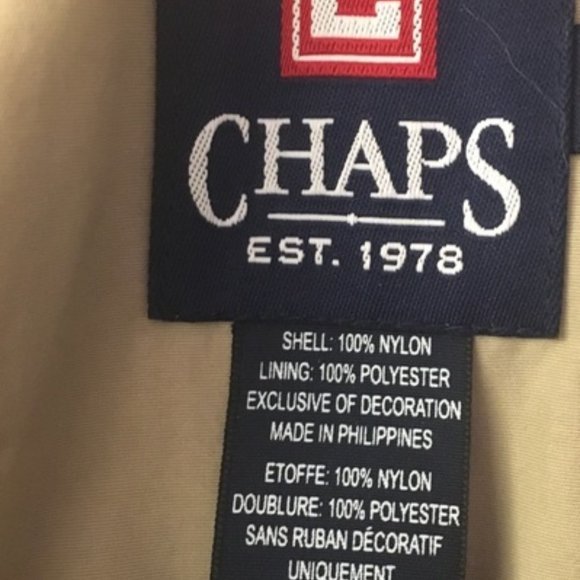 CHAPS
EST. 1978
SHELL: 100% NYLON
LINING: 100% POLYESTER
EXCLUSIVE OF DECORATION
MADE IN PHILIPPINES
ETOFFE: 100% NYLON
DOUBLURE: 100% POLYESTER
SANS RUBAN DÉCORATIF
UNIQUEMENT